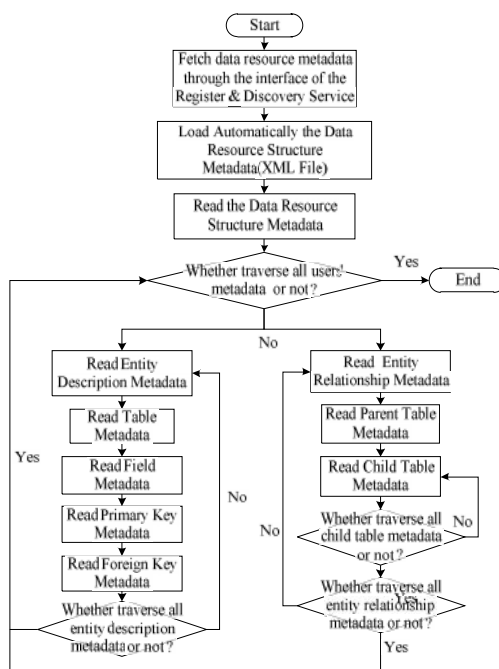 Start
Fetch data resource metadata
through the interface of the
Register & Discovery Service
Load Automatically the Data
Resource Structure
Metadata(XML File)
Read the Data Resource
Structure Metadata
Whether traverse all users'
metadata or not?
Yes
End
No
Read Entity
Description Metadata
Read Table
Metadata
Read Field
Metadata
Read Primary Key
Metadata
Read Foreign Key
Metadata
Whether traverse all
entity description
metadata or not?
Yes
No
Read Entity
Relationship Metadata
Read Parent Table
Metadata
Read Child Table
Metadata
Whether traverse all
child table metadata
or not?
No
No
Yes
Whether traverse all
entity relationship
metadata or not?
Yes